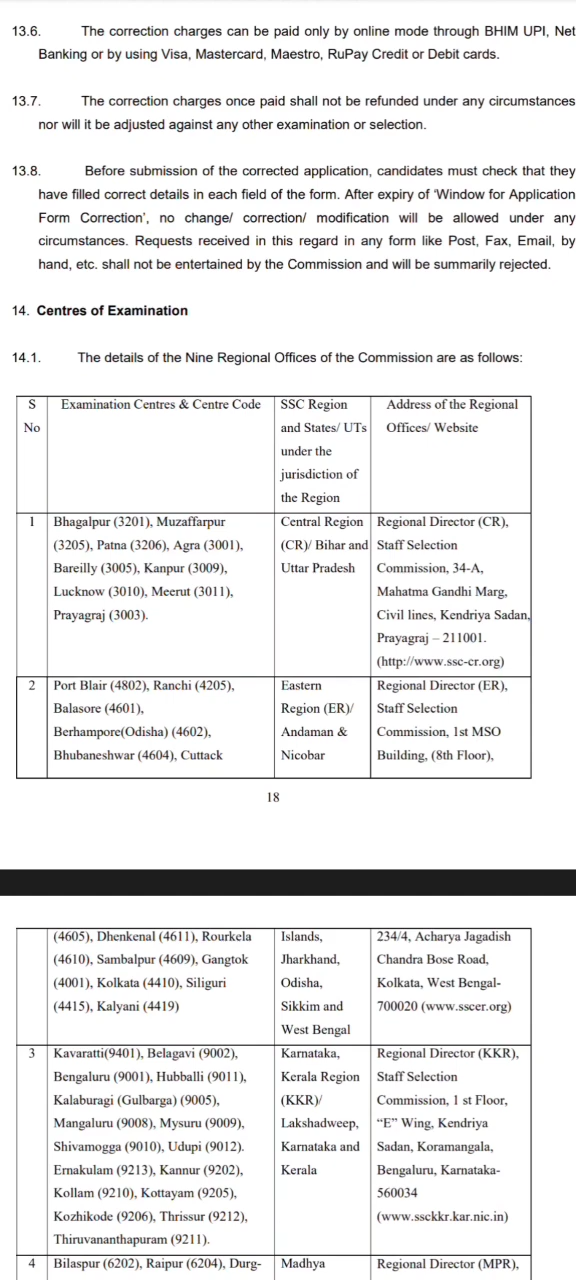 13.6. The correction charges can be paid only by online mode through BHIM UPI, Net
Banking or by using Visa, Mastercard, Maestro, RuPay Credit or Debit cards.
13.7. The correction charges once paid shall not be refunded under any circumstances
nor will it be adjusted against any other examination or selection.
13.8. Before submission of the corrected application, candidates must check that they
have filled correct details in each field of the form. After expiry of ‘Window for Application
Form Correction’, no change/ correction/ modification will be allowed under any
circumstances. Requests received in this regard in any form like Post, Fax, Email, by
hand, etc. shall not be entertained by the Commission and will be summarily rejected.
14. Centres of Examination
14.1. The details of the Nine Regional Offices of the Commission are as follows:
S Examination Centres & Centre Code SSC Region Address of the Regional
No and States/ UTs Offices/ Website
under the
jurisdiction of
the Region
1 Bhagalpur (3201), Muzaffarpur Central Region Regional Director (CR),
(3205), Patna (3206), Agra (3001), (CR)/ Bihar and Staff Selection
Bareilly (3005), Kanpur (3009), Uttar Pradesh Commission, 34-A,
Lucknow (3010), Meerut (3011), Mahatma Gandhi Marg,
Prayagraj (3003). Civil lines, Kendriya Sadan,
Prayagraj – 211001.
(http://www.ssc-cr.org)
2 Port Blair (4802), Ranchi (4205), Eastern Regional Director (ER),
Balasore (4601), Region (ER)/ Staff Selection
Berhampore(Odisha) (4602), Andaman & Commission, 1st MSO
Bhubaneshwar (4604), Cuttack Nicobar Building, (8th Floor),
18
(4605), Dhenkenal (4611), Rourkela Islands, 234/4, Acharya Jagadish
(4610), Sambalpur (4609), Gangtok Jharkhand, Chandra Bose Road,
(4001), Kolkata (4410), Siliguri Odisha, Kolkata, West Bengal-
(4415), Kalyani (4419) Sikkim and 700020 (www.sscer.org)
West Bengal
3 Kavaratti(9401), Belagavi (9002), Karnataka, Regional Director (KKR),
Bengaluru (9001), Hubballi (9011), Kerala Region Staff Selection
Kalaburagi (Gulbarga) (9005), (KKR)/ Commission, 1 st Floor,
Mangaluru (9008), Mysuru (9009), Lakshadweep, “E” Wing, Kendriya
Shivamogga (9010), Udupi (9012). Karnataka and Sadan, Koramangala,
Ernakulam (9213), Kannur (9202), Kerala Bengaluru, Karnataka-
Kollam (9210), Kottayam (9205), 560034
Kozhikode (9206), Thrissur (9212), (www.ssckkr.kar.nic.in)
Thiruvananthapuram (9211).
4 Bilaspur (6202), Raipur (6204), Durg- Madhya Regional Director (MPR),